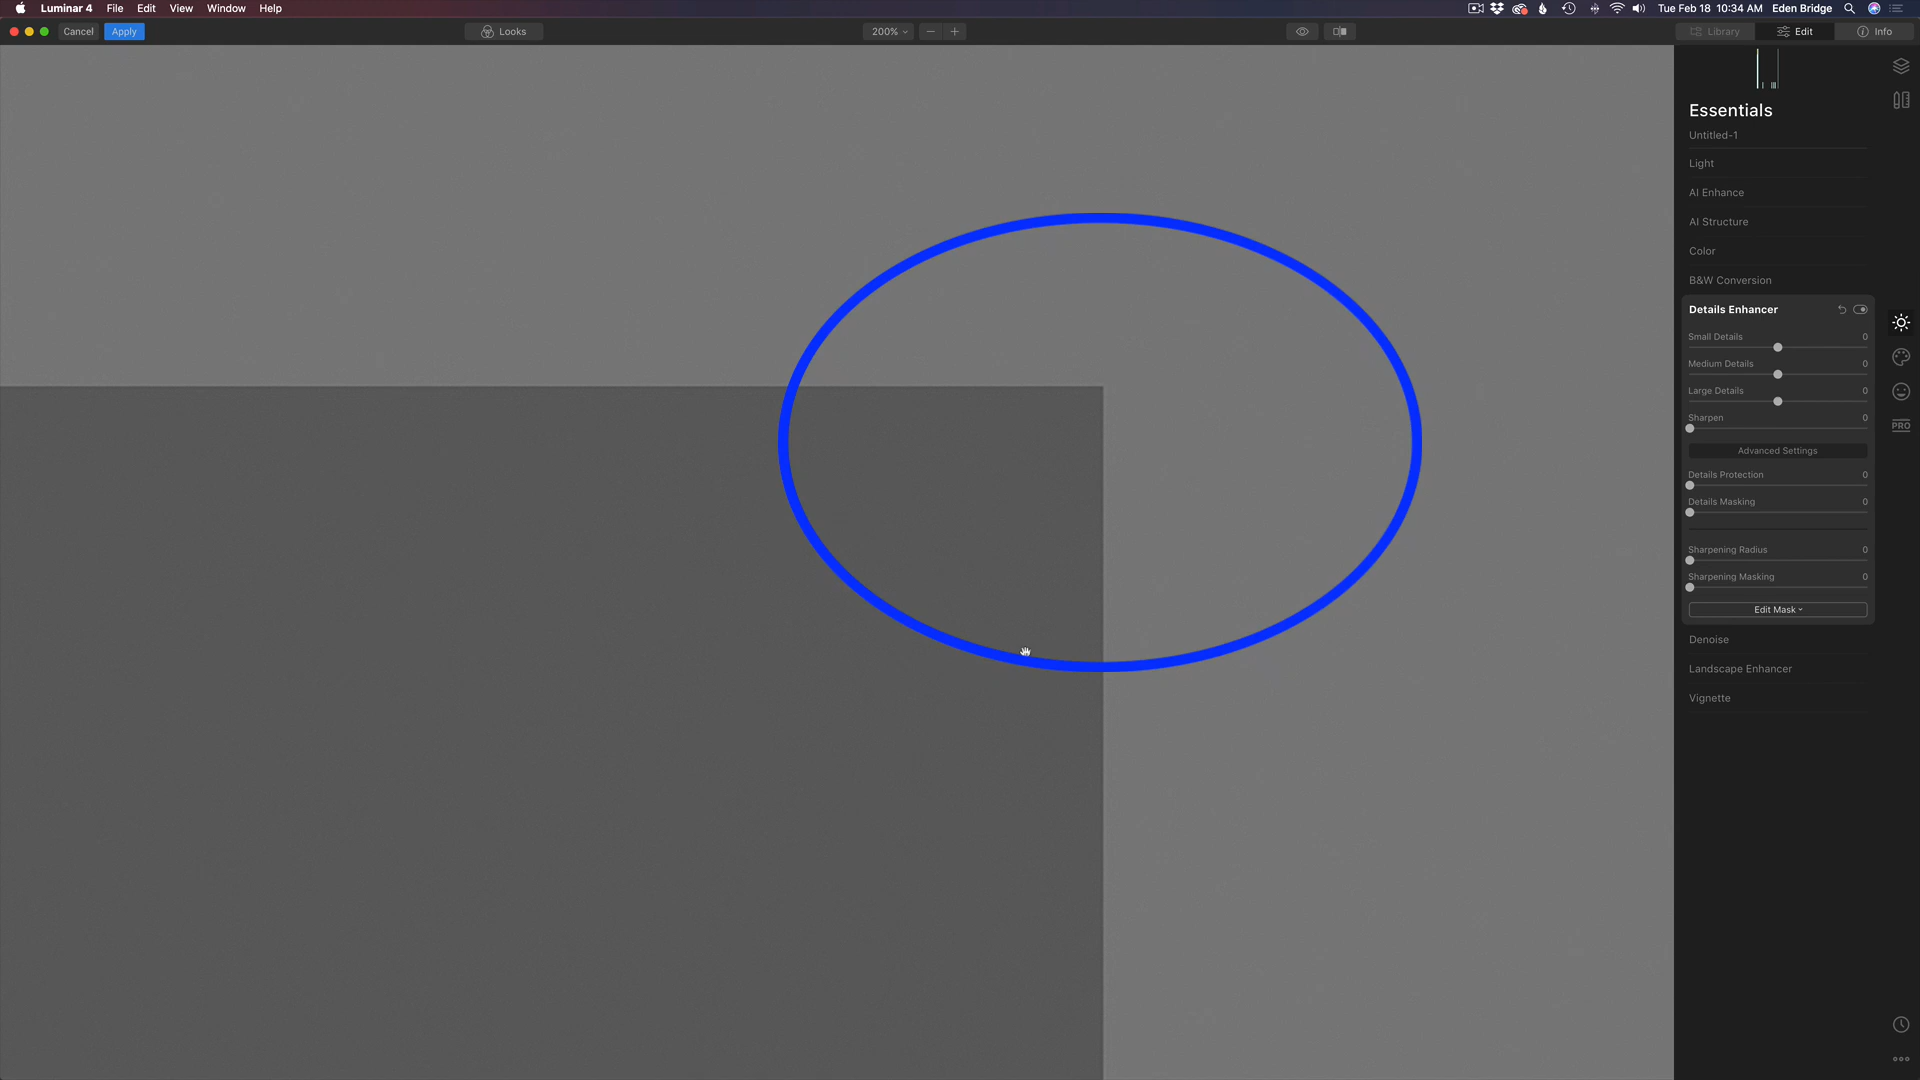 Luminar 4 File Edit View Window Help Tue Feb 18 10:34 AM Eden Bridge
Cancel Apply Looks 200% Library Edit Info
Essentials
Untitled-1
Light
AI Enhance
AI Structure
Color
B&W Conversion
Details Enhancer
Small Details 0
Medium Details 0
Large Details 0
Sharpen 0
Advanced Settings
PRO
Details Protection 0
Details Masking 0
Sharpening Radius 0
Sharpening Masking 0
Edit Mask
Denoise
Landscape Enhancer
Vignette